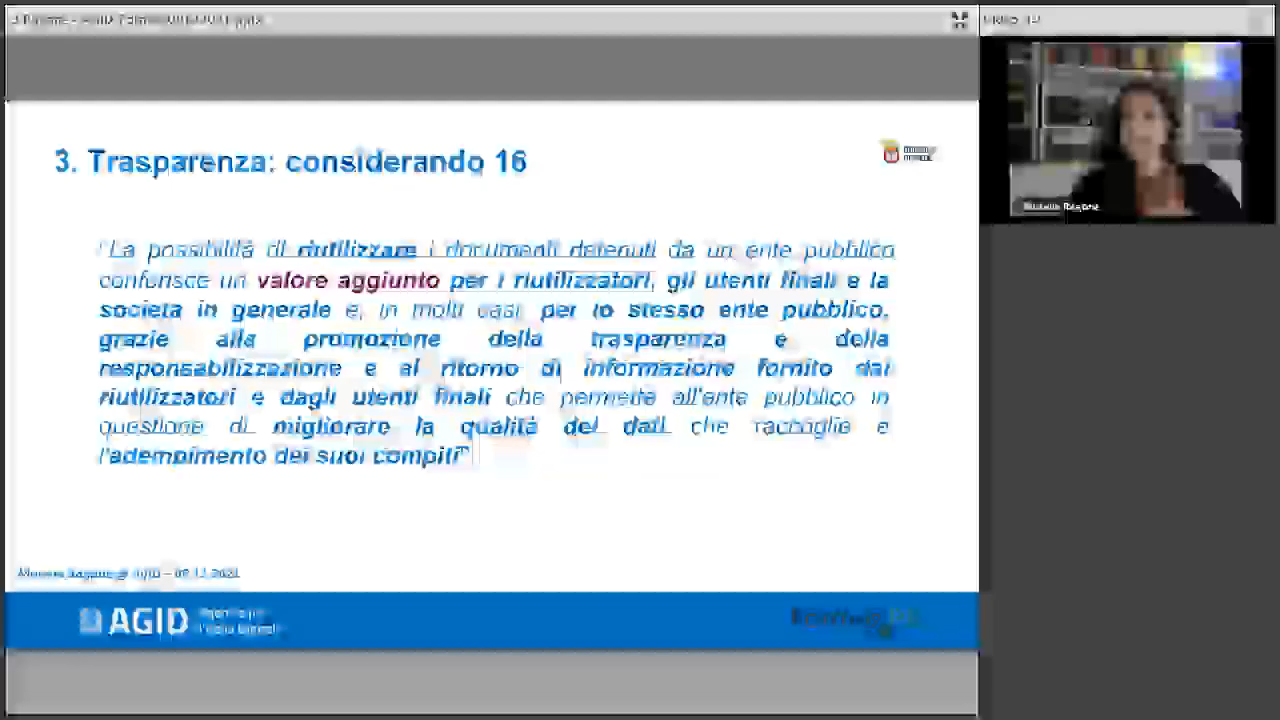 3. Trasparenza: considerando 16
"La possibilità di riutilizzare i documenti detenuti da un ente pubblico
conferisce un valore aggiunto per i riutilizzatori, gli utenti finali e la
società in generale e, in molti casi, per lo stesso ente pubblico,
grazie alla promozione della trasparenza e della
responsabilizzazione e al ritorno di informazione fornito dai
riutilizzatori e dagli utenti finali che permette all'ente pubblico in
questione di migliorare la qualità dei dati che raccoglie e
l'adempimento dei suoi compiti"
AGID